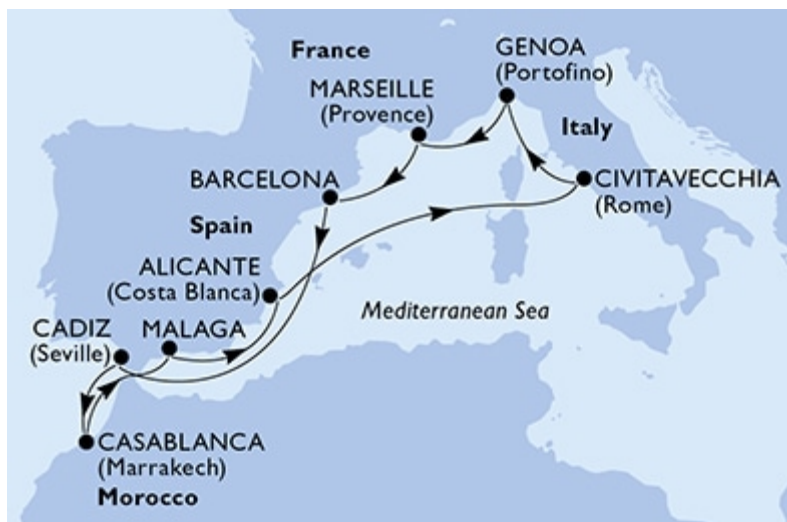 France
GENOA
(Portofino)
MARSEILLE
(Provence)
Italy
BARCELONA
CIVITAVECCHIA
(Rome)
Spain
ALICANTE
(Costa Blanca)
Mediterranean Sea
CADIZ
(Seville)
MALAGA
CASABLANCA
(Marrakech)
Morocco